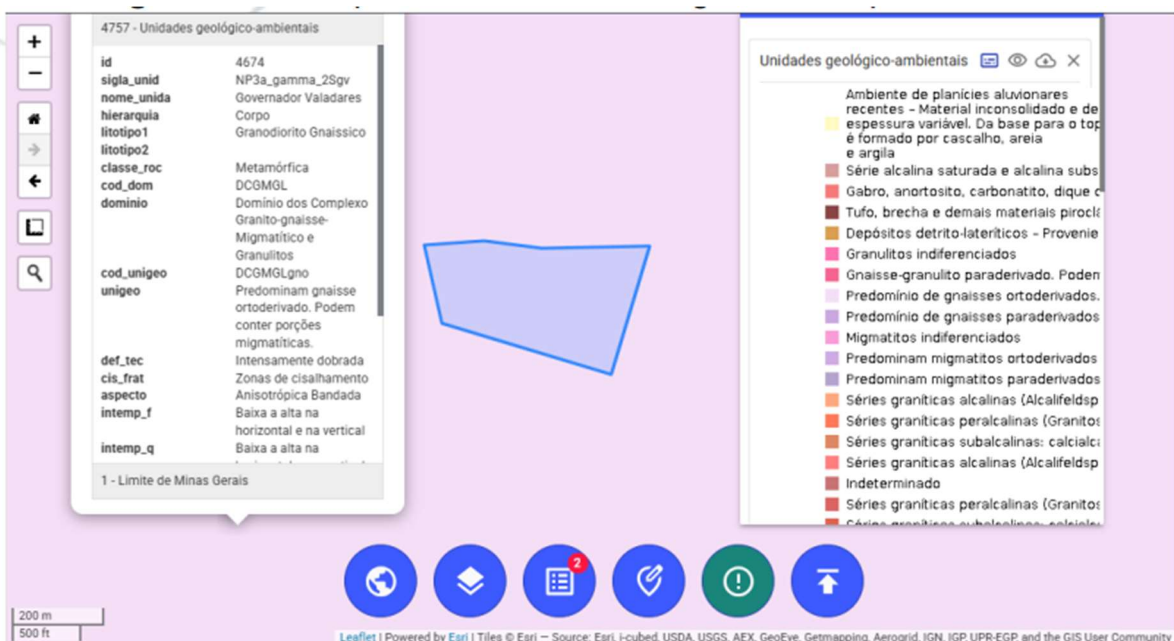 4757 - Unidades geológico-ambientais
id 4674
sigla_unid NP3a_gamma_2Sgv
nome_unida Governador Valadares
hierarquia Corpo
litotipo1 Granodiorito Gnaissico
litotipo2
classe_roc Metamórfica
cod_dom DCGMGL
dominio Domínio dos Complexo
Granito-gnaisse-
Migmatítico e
Granulitos
cod_unigeo DCGMGLgno
unigeo Predominam gnaisse
ortoderivado. Podem
conter porções
migmatíticas.
def_tec Intensamente dobrada
cis_frat Zonas de cisalhamento
aspecto Anisotrópica Bandada
intemp_f Baixa a alta na
horizontal e na vertical
intemp_q Baixa a alta na
1 - Limite de Minas Gerais
Unidades geológico-ambientais
Ambiente de planícies aluvionares
recentes - Material inconsolidado e de
espessura variável. Da base para o top
é formado por cascalho, areia
e argila
Série alcalina saturada e alcalina subs
Gabro, anortosito, carbonatito, dique
Tufo, brecha e demais materiais piroclá
Depósitos detrito-lateríticos - Provenie
Granulitos indiferenciados
Gnaisse-granulito paraderivado. Poden
Predomínio de gnaisses ortoderivados.
Predomínio de gnaisses paraderivados
Migmatitos indiferenciados
Predominam migmatitos ortoderivados
Predominam migmatitos paraderivados
Séries graníticas alcalinas (Alcalifeldsp
Séries graníticas peralcalinas (Granitos
Séries graníticas subalcalinas: calcialca
Séries graníticas alcalinas (Alcalifeldsp
Indeterminado
Séries graníticas peralcalinas (Granitos
2
200 m
500 ft
Leaflet | Powered by Esri | Tiles © Esri — Source: Esri, i-cubed, USDA, USGS, AEX, GeoEye, Getmapping, Aerogrid, IGN, IGP, UPR-EGP, and the GIS User Community